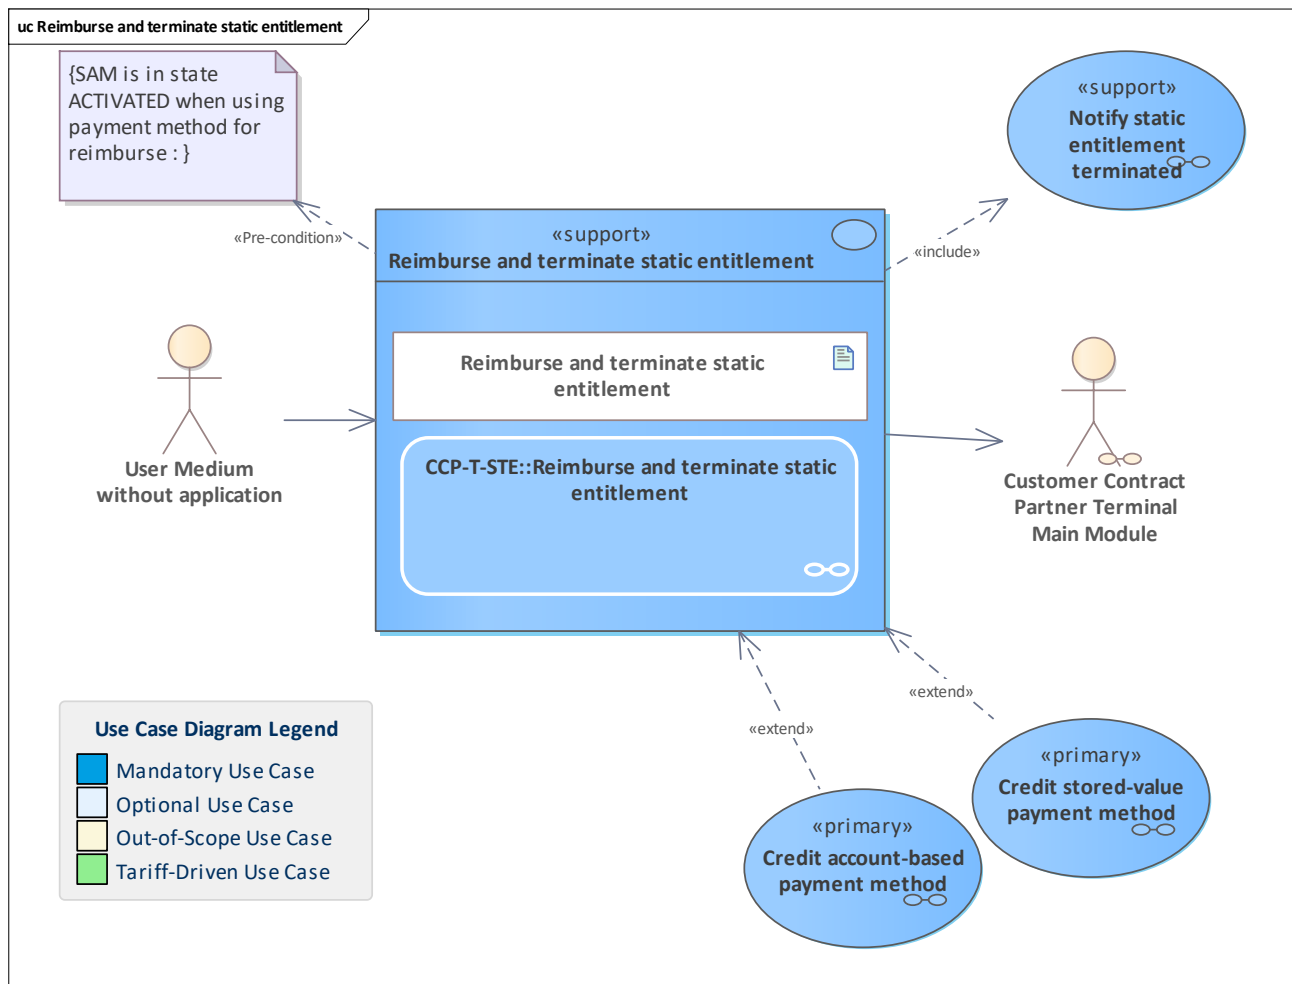 uc Reimburse and terminate static entitlement
{SAM is in state
ACTIVATED when using
payment method for
reimburse : }
«support»
Notify static
entitlement
terminated
«Pre-condition»
«include»
«support»
Reimburse and terminate static entitlement
Reimburse and terminate static
entitlement
CCP-T-STE::Reimburse and terminate static
entitlement
User Medium
without application
Customer Contract
Partner Terminal
Main Module
«extend»
«extend»
«primary»
Credit stored-value
payment method
«primary»
Credit account-based
payment method
Use Case Diagram Legend
Mandatory Use Case
Optional Use Case
Out-of-Scope Use Case
Tariff-Driven Use Case